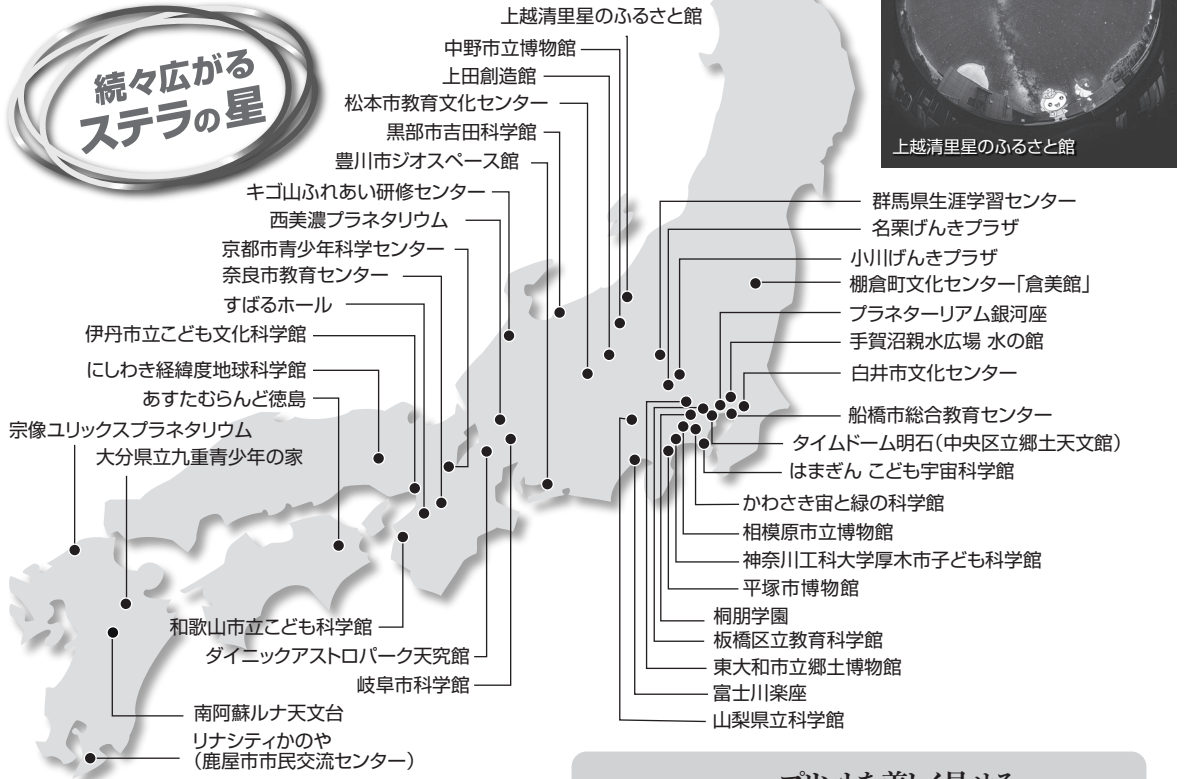 続々広がる
ステラの星
上越清里星のふるさと館
中野市立博物館
上田創造館
松本市教育文化センター
黒部市吉田科学館
豊川市ジオスペース館
キゴ山ふれあい研修センター
西美濃プラネタリウム
京都市青少年科学センター
奈良市教育センター
すばるホール
伊丹市立こども文化科学館
にしわき経緯度地球科学館
あすたむらんど徳島
宗像ユリックスプラネタリウム
大分県立九重青少年の家
和歌山市立こども科学館
ダイニックアストロパーク天究館
岐阜市科学館
南阿蘇ルナ天文台
リナシティかのや
（鹿屋市市民交流センター）
上越清里星のふるさと館
群馬県生涯学習センター
名栗げんきプラザ
小川げんきプラザ
棚倉町文化センター「倉美館」
プラネターリアム銀河座
手賀沼親水広場 水の館
白井市文化センター
船橋市総合教育センター
タイムドーム明石（中央区立郷土天文館）
はまぎん こども宇宙科学館
かわさき宙と緑の科学館
相模原市立博物館
神奈川工科大学厚木市子ども科学館
平塚市博物館
桐朋学園
板橋区立教育科学館
東大和市立郷土博物館
富士川楽座
山梨県立科学館